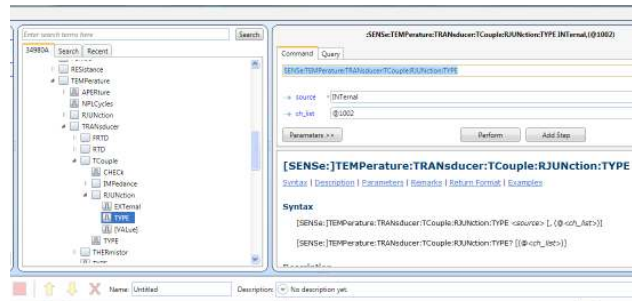 Enter search terms here
Search
34980A
Search
Recent
RESistance
TEMPerature
APERture
NPLCycles
RJUNction
TRANsducer
FRTD
RTD
TCouple
CHECk
IMPedance
RJUNction
EXTernal
TYPE
[VALue]
TYPE
THERmistor
TYPE
:SENSe:TEMPerature:TRANsducer:TCouple:RJUNction:TYPE INTernal,(@1002)
Command
Query
SENSe:TEMPerature:TRANsducer:TCouple:RJUNction:TYPE
source
INTernal
ch_list
@1002
Parameters >>
Perform
Add Step
[SENSe:]TEMPerature:TRANsducer:TCouple:RJUNction:TYPE
Syntax | Description | Parameters | Remarks | Return Format | Examples
Syntax
[SENSe:]TEMPerature:TRANsducer:TCouple:RJUNction:TYPE <source> [, (@<ch_list>)]
[SENSe:]TEMPerature:TRANsducer:TCouple:RJUNction:TYPE? [(@<ch_list>)]
Name: Untitled
Description: No description yet.